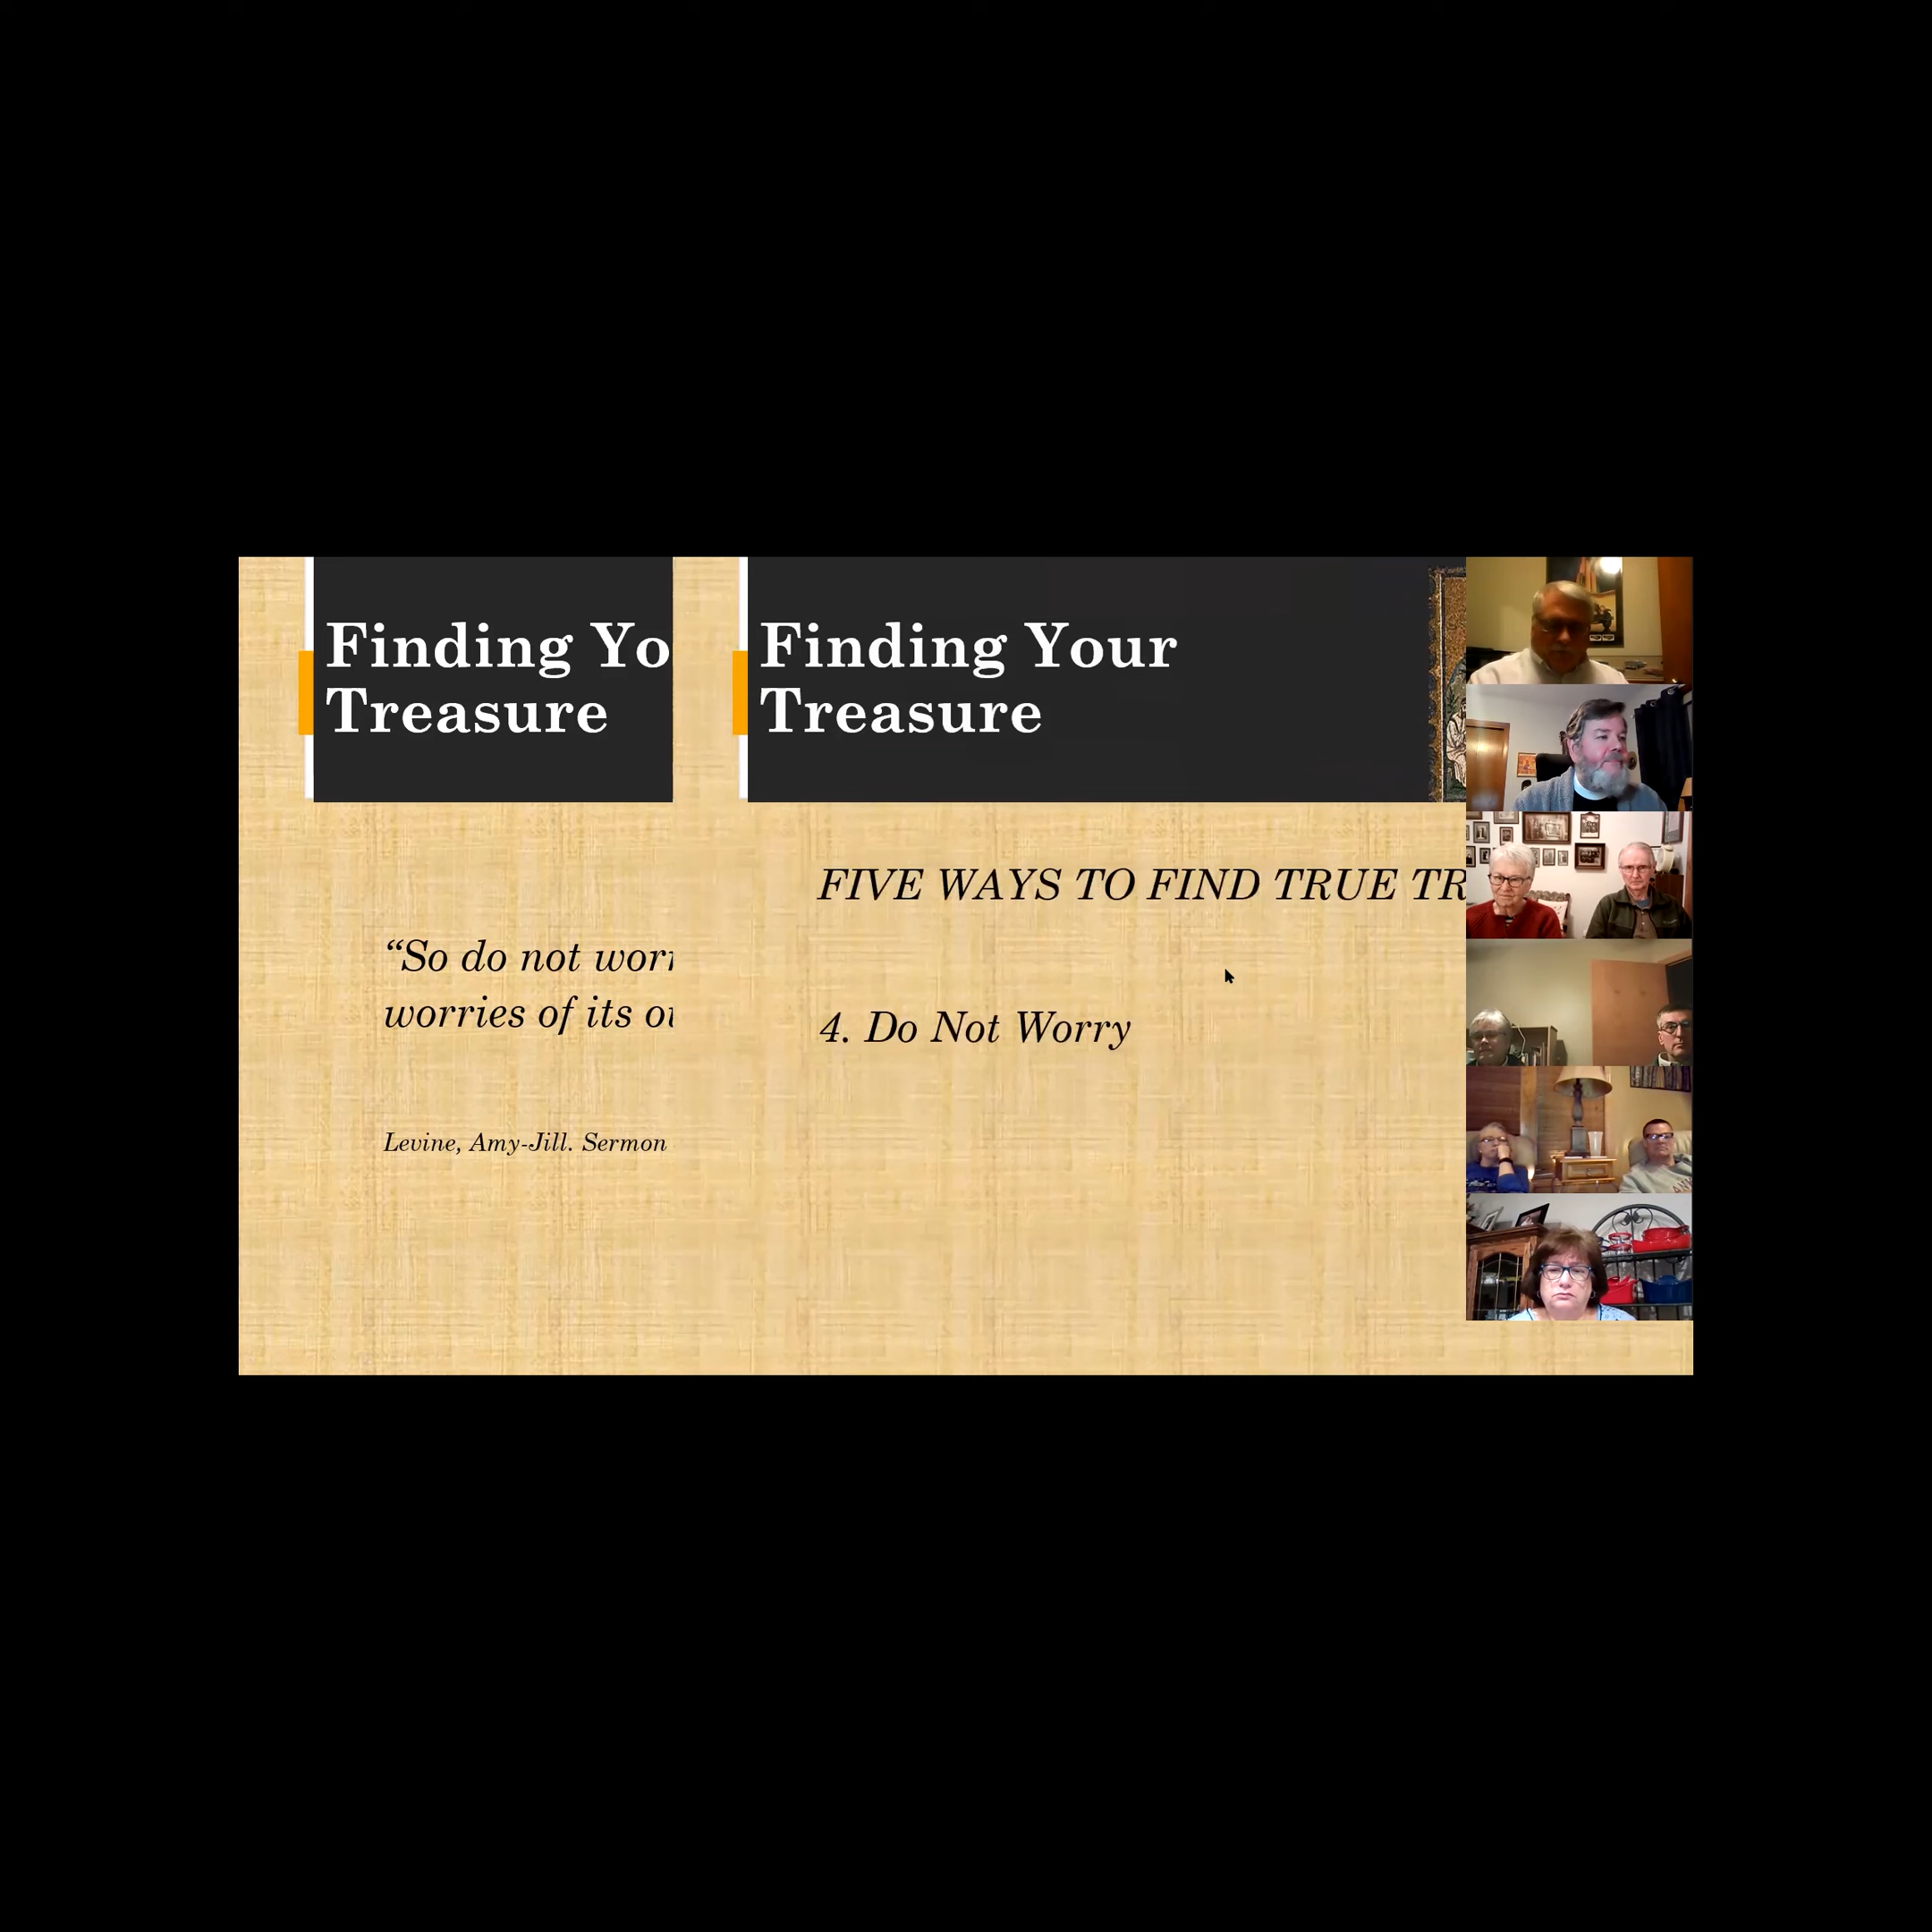 Finding Yo
Treasure
“So do not
worries of its
Levine, Amy-Jill. Sermon
Finding Your
Treasure
FIVE WAYS TO FIND TRUE TR
4. Do Not Worry